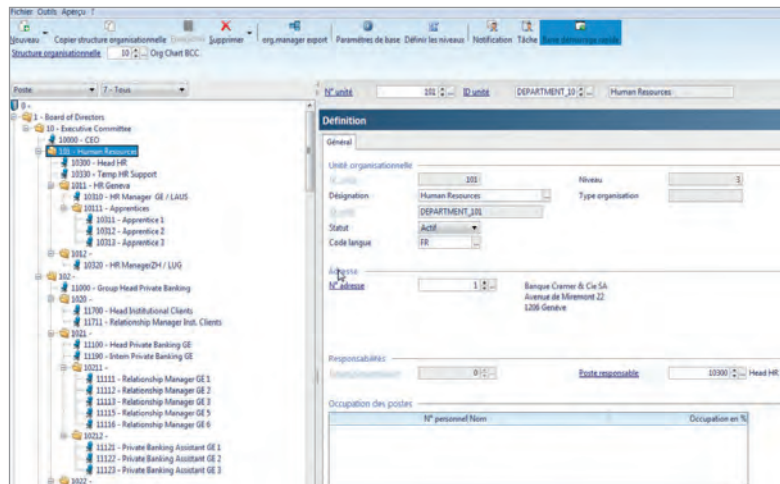 Fichier Outils Aperçu ?
Nouveau Copier structure organisationnelle Supprimer org.manager export Paramètres de base Définir les niveaux Notification Tâche
Structure organisationnelle 10 Org Chart BCC
Poste 7 - Tous
0 -
1 - Board of Directors
10 - Executive Committee
10000 - CEO
101 - Human Resources
10300 - Head HR
10330 - Temp HR Support
1011 - HR Geneva
10310 - HR Manager GE / LAUS
10111 - Apprentices
10311 - Apprentice 1
10312 - Apprentice 2
10313 - Apprentice 3
1012 -
10320 - HR ManagerZH / LUG
102 -
11000 - Group Head Private Banking
1020 -
11700 - Head Institutional Clients
11711 - Relationship Manager Inst. Clients
1021 -
11100 - Head Private Banking GE
11190 - Intern Private Banking GE
10211 -
11111 - Relationship Manager GE 1
11112 - Relationship Manager GE 2
11113 - Relationship Manager GE 3
11115 - Relationship Manager GE 5
11116 - Relationship Manager GE 6
10212 -
11121 - Private Banking Assistant GE 1
11122 - Private Banking Assistant GE 2
11123 - Private Banking Assistant GE 3
1022 -
N° unité 101 ID unité DEPARTMENT_10 Human Resources
Définition
Général
Unité organisationnelle
101 Niveau 3
Désignation Human Resources Type organisation
DEPARTMENT_101
Statut Actif
Code langue FR
Adresse
N° adresse 1 Banque Cramer & Cie SA
Avenue de Miremont 22
1206 Genève
Responsabilités
0 Poste responsable 10300 Head HR
Occupation des postes
N° personnel Nom Occupation en %